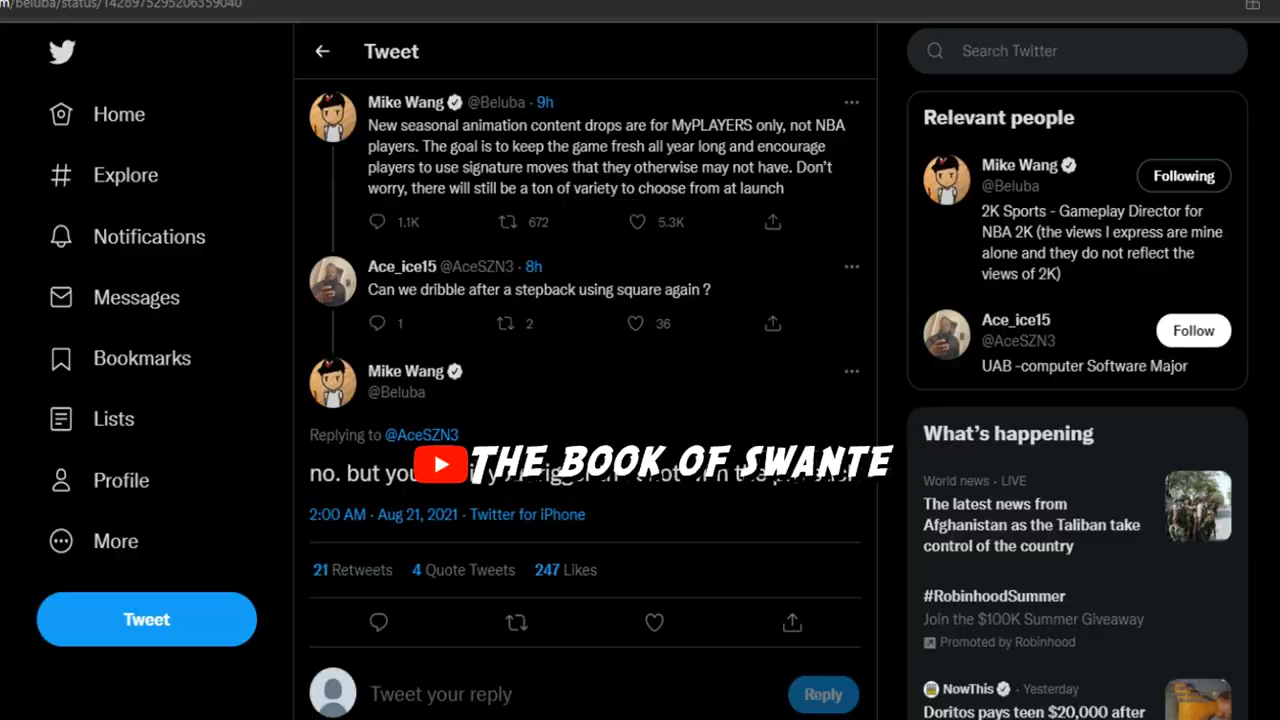 m/beluba/status/1428975295206359040
Tweet
Search Twitter
Home
Explore
Notifications
Messages
Bookmarks
Lists
Profile
More
Tweet
Mike Wang @Beluba · 9h
New seasonal animation content drops are for MyPLAYERS only, not NBA
players. The goal is to keep the game fresh all year long and encourage
players to use signature moves that they otherwise may not have. Don't
worry, there will still be a ton of variety to choose from at launch
1.1K 672 5.3K
Ace_ice15 @AceSZN3 · 8h
Can we dribble after a stepback using square again ?
1 2 36
Mike Wang
@Beluba
Replying to @AceSZN3
THE BOOK OF SWANTE
no. but you
2:00 AM · Aug 21, 2021 · Twitter for iPhone
21 Retweets 4 Quote Tweets 247 Likes
Tweet your reply
Reply
Relevant people
Mike Wang
Following
@Beluba
2K Sports - Gameplay Director for
NBA 2K (the views I express are mine
alone and they do not reflect the
views of 2K)
Ace_ice15
Follow
@AceSZN3
UAB -computer Software Major
What's happening
World news · LIVE
The latest news from
Afghanistan as the Taliban take
control of the country
#RobinhoodSummer
Join the $100K Summer Giveaway
Promoted by Robinhood
NowThis · Yesterday
Doritos pays teen $20,000 after